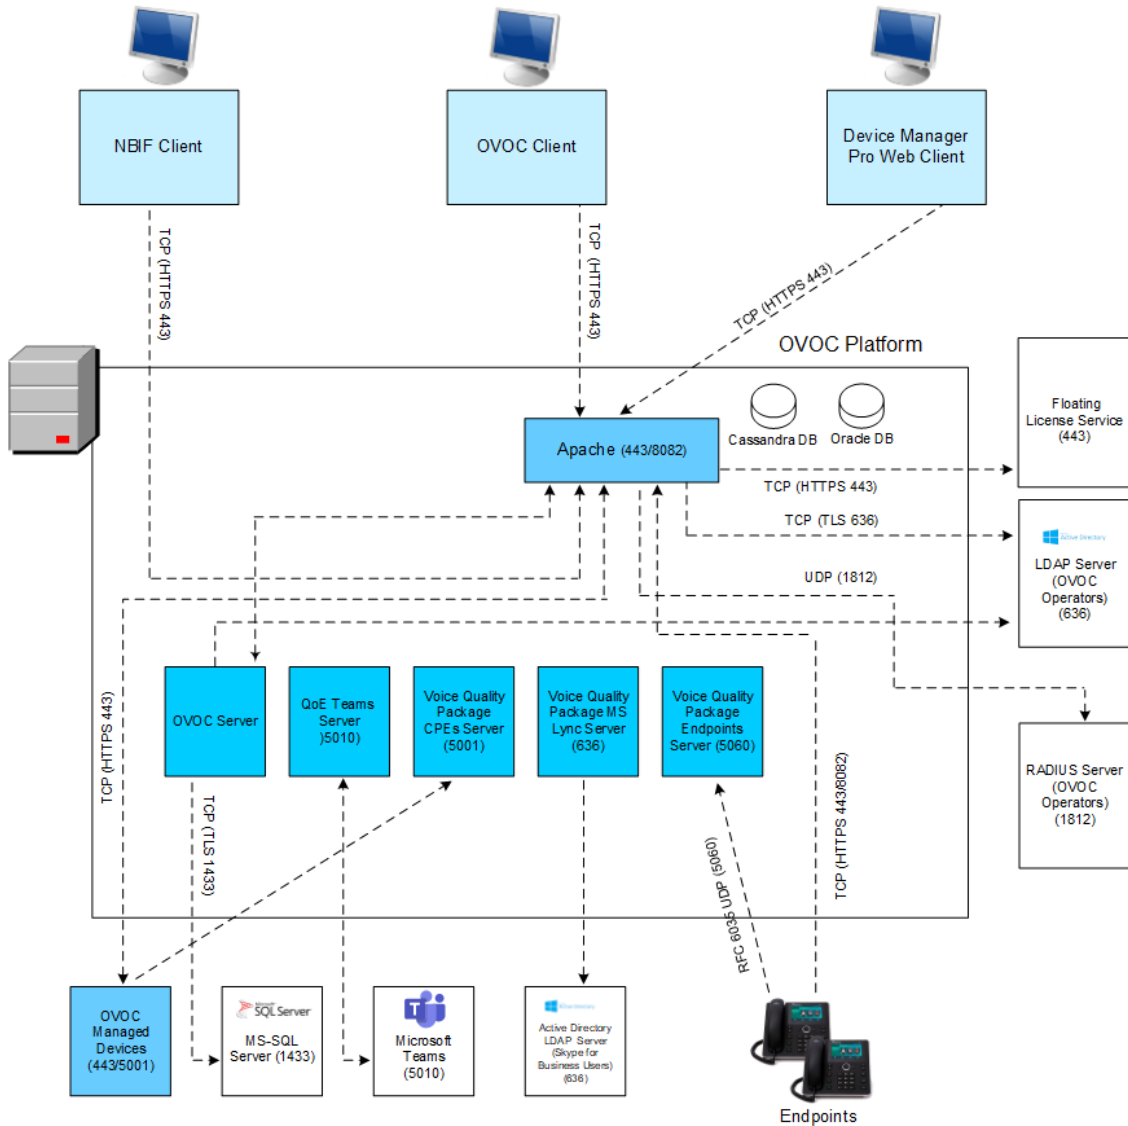 NBIF Client
OVOC Client
Device Manager
Pro Web Client
TCP (HTTPS 443)
TCP (HTTPS 443)
TCP (HTTPS 443)
OVOC Platform
Cassandra DB
Oracle DB
Apache (443/8082)
Floating
License Service
(443)
TCP (HTTPS 443)
TCP (TLS 636)
UDP (1812)
Active Directory
LDAP Server
(OVOC
Operators)
(636)
OVOC Server
QoE Teams
Server
)5010)
Voice Quality
Package
CPEs Server
(5001)
Voice Quality
Package MS
Lync Server
(636)
Voice Quality
Package
Endpoints
Server (5060)
RADIUS Server
(OVOC
Operators)
(1812)
TCP (HTTPS 443)
TCP (TLS 1433)
RFC 6035 UDP (5060)
TCP (HTTPS 443/8082)
OVOC
Managed
Devices
(443/5001)
Microsoft
SQL Server
MS-SQL
Server (1433)
Microsoft
Teams
(5010)
Active Directory
LDAP Server
(Skype for
Business Users)
(636)
Endpoints